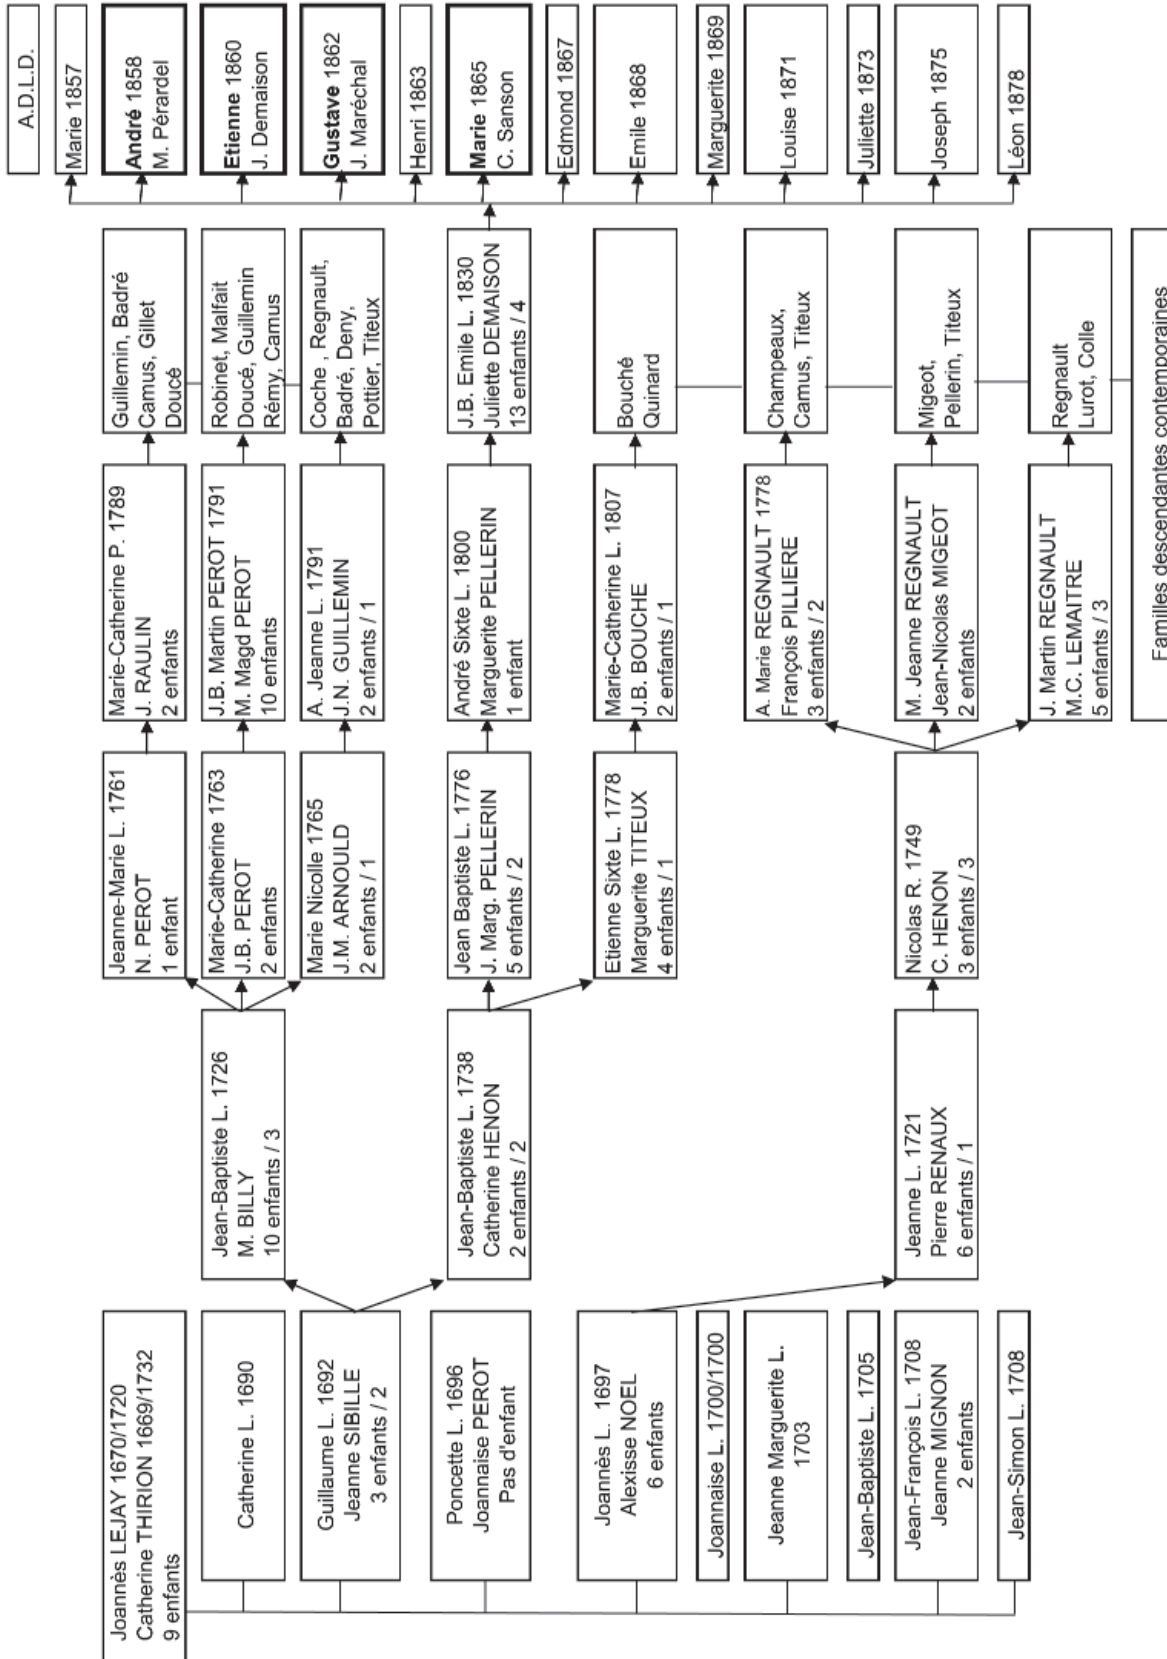 Joannès LEJAY 1670/1720
Catherine THIRION 1669/1732
9 enfants
Catherine L. 1690
Guillaume L. 1692
Jeanne SIBILLE
3 enfants / 2
Poncette L. 1696
Joannaise PEROT
Pas d'enfant
Joannès L. 1697
Alexisse NOEL
6 enfants
Joannaise L. 1700/1700
Jeanne Marguerite L.
1703
Jean-Baptiste L. 1705
Jean-François L. 1708
Jeanne MIGNON
2 enfants
Jean-Simon L. 1708
Jean-Baptiste L. 1726
M. BILLY
10 enfants / 3
Jean-Baptiste L. 1738
Catherine HENON
2 enfants / 2
Jeanne L. 1721
Pierre RENAUX
6 enfants / 1
Jeanne-Marie L. 1761
N. PEROT
1 enfant
Marie-Catherine 1763
J.B. PEROT
2 enfants
Marie Nicolle 1765
J.M. ARNOULD
2 enfants / 1
Jean Baptiste L. 1776
J. Marg. PELLERIN
5 enfants / 2
Etienne Sixte L. 1778
Marguerite TITEUX
4 enfants / 1
Nicolas R. 1749
C. HENON
3 enfants / 3
Marie-Catherine P. 1789
J. RAULIN
2 enfants
J.B. Martin PEROT 1791
M. Magd PEROT
10 enfants
A. Jeanne L. 1791
J.N. GUILLEMIN
2 enfants / 1
André Sixte L. 1800
Marguerite PELLERIN
1 enfant
Marie-Catherine L. 1807
J.B. BOUCHE
2 enfants / 1
A. Marie REGNAULT 1778
François PILLIERE
3 enfants / 2
M. Jeanne REGNAULT
Jean-Nicolas MIGEOT
2 enfants
J. Martin REGNAULT
M.C. LEMAITRE
5 enfants / 3
Guillemin, Badré
Camus, Gillet
Doucé
Robinet, Malfait
Doucé, Guillemin
Rémy, Camus
Coche , Regnault,
Badré, Deny,
Pottier, Titeux
J.B. Emile L. 1830
Juliette DEMAISON
13 enfants / 4
Bouché
Quinard
Champeaux,
Camus, Titeux
Migeot,
Pellerin, Titeux
Regnault
Lurot, Colle
Familles descendantes contemporaines
A.D.L.D.
Marie 1857
André 1858
M. Pérardel
Etienne 1860
J. Demaison
Gustave 1862
J. Maréchal
Henri 1863
Marie 1865
C. Sanson
Edmond 1867
Emile 1868
Marguerite 1869
Louise 1871
Juliette 1873
Joseph 1875
Léon 1878